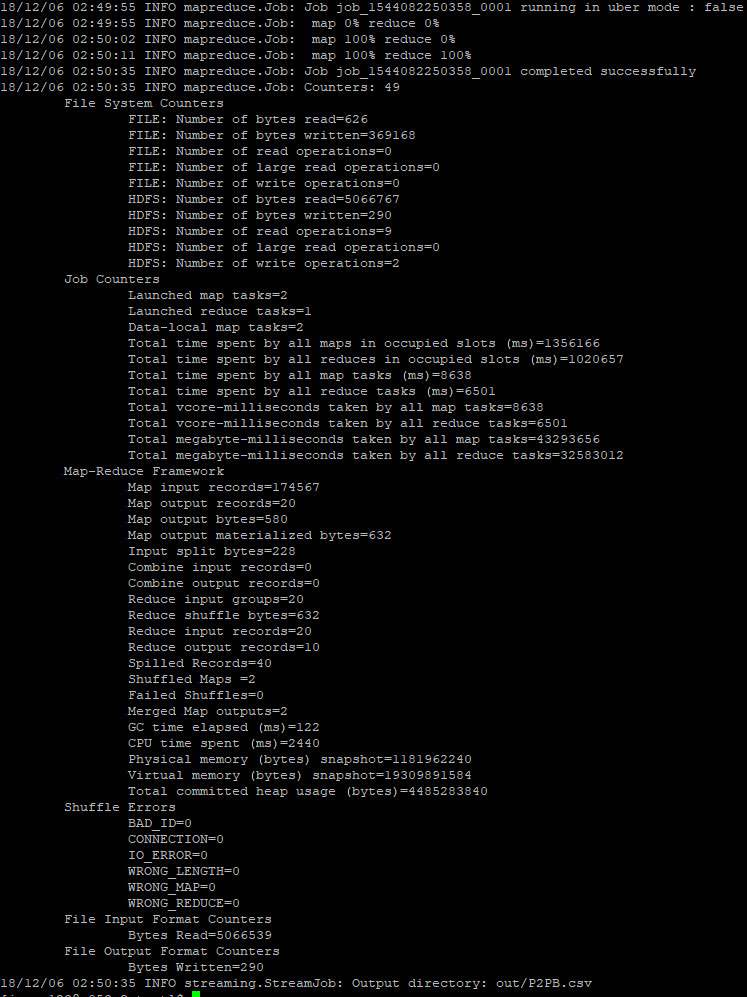 18/12/06 02:49:55 INFO mapreduce.Job: Job job_1544082250358_0001 running in uber mode : false
18/12/06 02:49:55 INFO mapreduce.Job:  map 0% reduce 0%
18/12/06 02:50:02 INFO mapreduce.Job:  map 100% reduce 0%
18/12/06 02:50:11 INFO mapreduce.Job:  map 100% reduce 100%
18/12/06 02:50:35 INFO mapreduce.Job: Job job_1544082250358_0001 completed successfully
18/12/06 02:50:35 INFO mapreduce.Job: Counters: 49
File System Counters
FILE: Number of bytes read=626
FILE: Number of bytes written=369168
FILE: Number of read operations=0
FILE: Number of large read operations=0
FILE: Number of write operations=0
HDFS: Number of bytes read=5066767
HDFS: Number of bytes written=290
HDFS: Number of read operations=9
HDFS: Number of large read operations=0
HDFS: Number of write operations=2
Job Counters
Launched map tasks=2
Launched reduce tasks=1
Data-local map tasks=2
Total time spent by all maps in occupied slots (ms)=1356166
Total time spent by all reduces in occupied slots (ms)=1020657
Total time spent by all map tasks (ms)=8638
Total time spent by all reduce tasks (ms)=6501
Total vcore-milliseconds taken by all map tasks=8638
Total vcore-milliseconds taken by all reduce tasks=6501
Total megabyte-milliseconds taken by all map tasks=43293656
Total megabyte-milliseconds taken by all reduce tasks=32583012
Map-Reduce Framework
Map input records=174567
Map output records=20
Map output bytes=580
Map output materialized bytes=632
Input split bytes=228
Combine input records=0
Combine output records=0
Reduce input groups=20
Reduce shuffle bytes=632
Reduce input records=20
Reduce output records=10
Spilled Records=40
Shuffled Maps =2
Failed Shuffles=0
Merged Map outputs=2
GC time elapsed (ms)=122
CPU time spent (ms)=2440
Physical memory (bytes) snapshot=1181962240
Virtual memory (bytes) snapshot=19309891584
Total committed heap usage (bytes)=4485283840
Shuffle Errors
BAD_ID=0
CONNECTION=0
IO_ERROR=0
WRONG_LENGTH=0
WRONG_MAP=0
WRONG_REDUCE=0
File Input Format Counters
Bytes Read=5066539
File Output Format Counters
Bytes Written=290
18/12/06 02:50:35 INFO streaming.StreamJob: Output directory: out/P2PB.csv